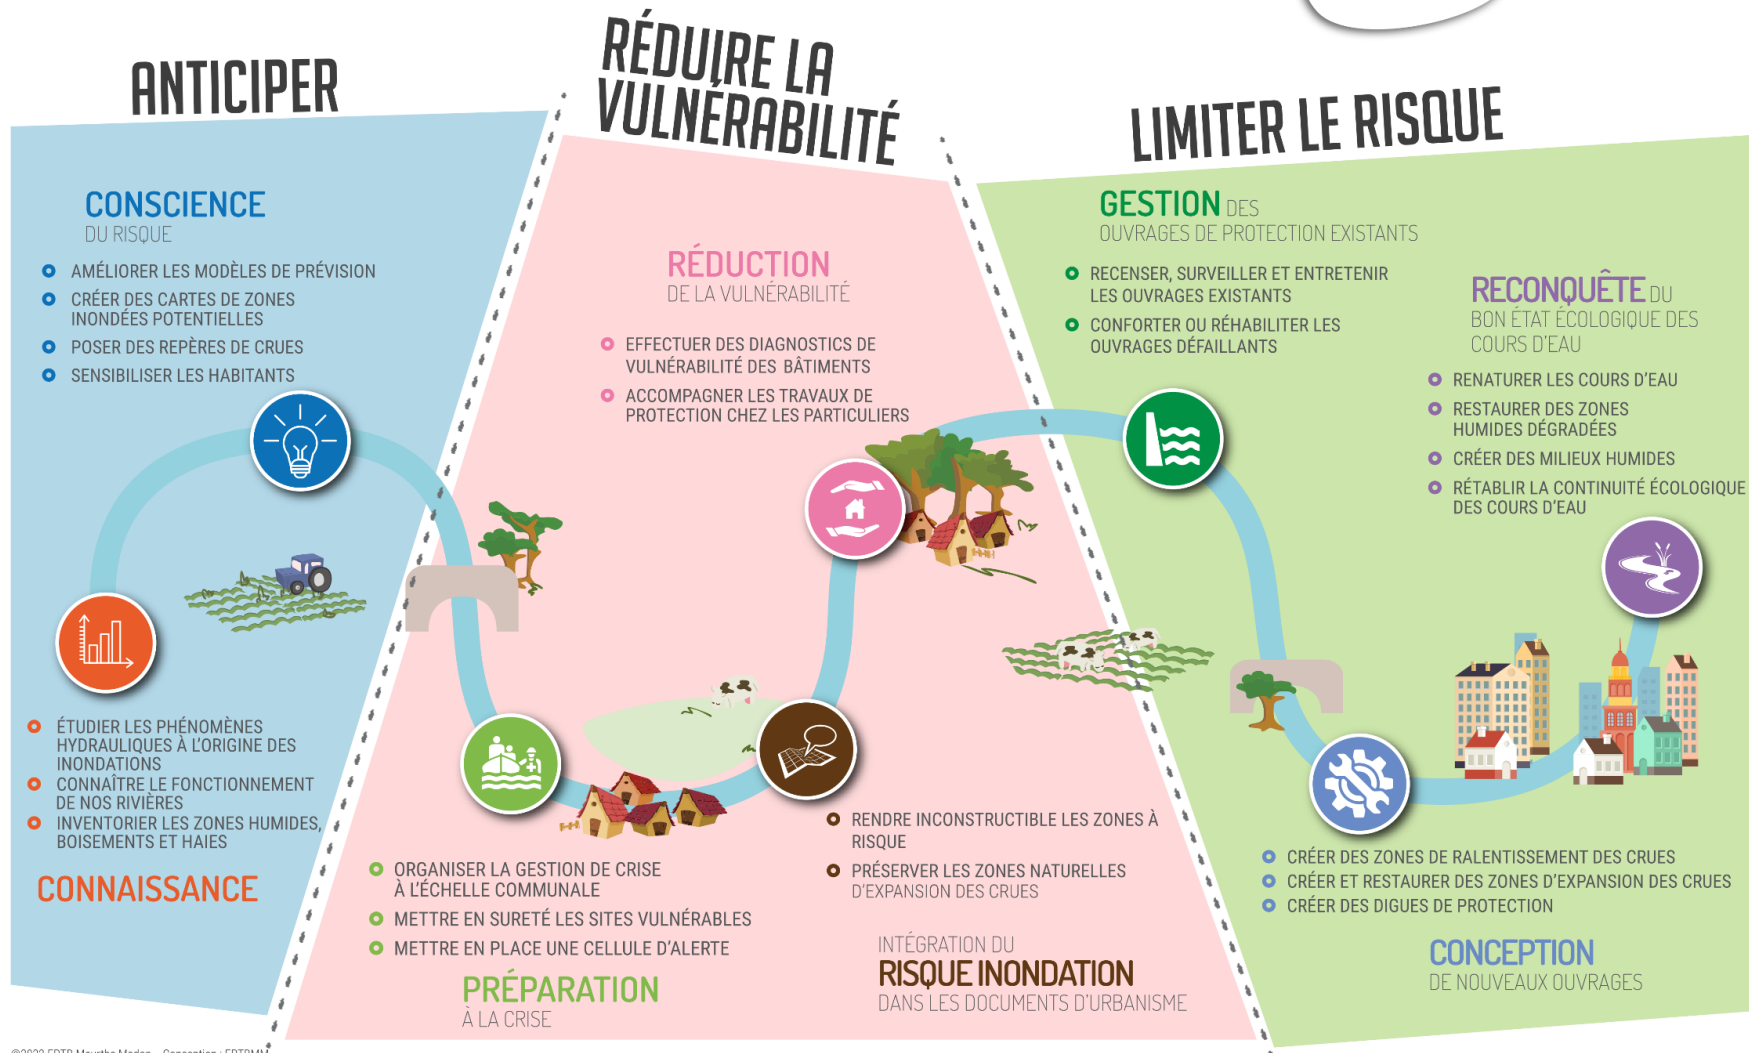 ANTICIPER
CONSCIENCE
DU RISQUE
AMÉLIORER LES MODÈLES DE PRÉVISION
CRÉER DES CARTES DE ZONES
INONDÉES POTENTIELLES
POSER DES REPÈRES DE CRUES
SENSIBILISER LES HABITANTS
ÉTUDIER LES PHÉNOMÈNES
HYDRAULIQUES À L'ORIGINE DES
INONDATIONS
CONNAÎTRE LE FONCTIONNEMENT
DE NOS RIVIÈRES
INVENTORIER LES ZONES HUMIDES,
BOISEMENTS ET HAIES
CONNAISSANCE
RÉDUIRE LA
VULNÉRABILITÉ
RÉDUCTION
DE LA VULNÉRABILITÉ
EFFECTUER DES DIAGNOSTICS DE
VULNÉRABILITÉ DES BÂTIMENTS
ACCOMPAGNER LES TRAVAUX DE
PROTECTION CHEZ LES PARTICULIERS
ORGANISER LA GESTION DE CRISE
À L'ÉCHELLE COMMUNALE
METTRE EN SURETÉ LES SITES VULNÉRABLES
METTRE EN PLACE UNE CELLULE D'ALERTE
PRÉPARATION
À LA CRISE
RENDRE INCONSTRUCTIBLE LES ZONES À
RISQUE
PRÉSERVER LES ZONES NATURELLES
D'EXPANSION DES CRUES
INTÉGRATION DU
RISQUE INONDATION
DANS LES DOCUMENTS D'URBANISME
LIMITER LE RISQUE
GESTION DES
OUVRAGES DE PROTECTION EXISTANTS
RECENSER, SURVEILLER ET ENTRETENIR
LES OUVRAGES EXISTANTS
CONFORTER OU RÉHABILITER LES
OUVRAGES DÉFAILLANTS
RECONQUÊTE DU
BON ÉTAT ÉCOLOGIQUE DES
COURS D'EAU
RENATURER LES COURS D'EAU
RESTAURER DES ZONES
HUMIDES DÉGRADÉES
CRÉER DES MILIEUX HUMIDES
RÉTABLIR LA CONTINUITÉ ÉCOLOGIQUE
DES COURS D'EAU
CRÉER DES ZONES DE RALENTISSEMENT DES CRUES
CRÉER ET RESTAURER DES ZONES D'EXPANSION DES CRUES
CRÉER DES DIGUES DE PROTECTION
CONCEPTION
DE NOUVEAUX OUVRAGES